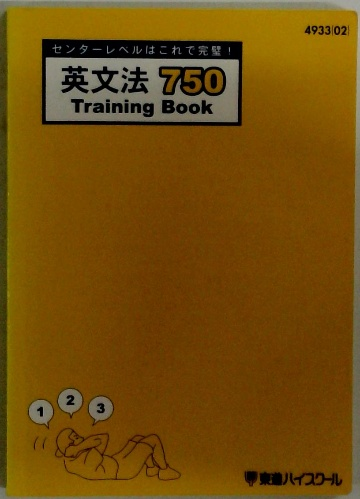 4933|02|
センターレベルはこれで完璧！
英文法 750
Training Book
1
2
3
東進ハイスクール